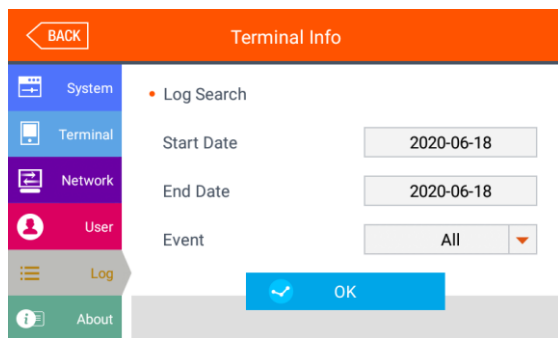 BACK
Terminal Info
System
Terminal
Network
User
Log
About
• Log Search
Start Date 2020-06-18
End Date 2020-06-18
Event All
OK